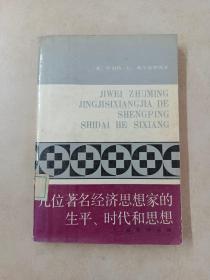 JIWEI ZHUMING
JINGJISIXIANGJIA DE
SHENGPING
SHIDAI HE SIXIANG
几位著名经济思想家的
生平、时代和思想